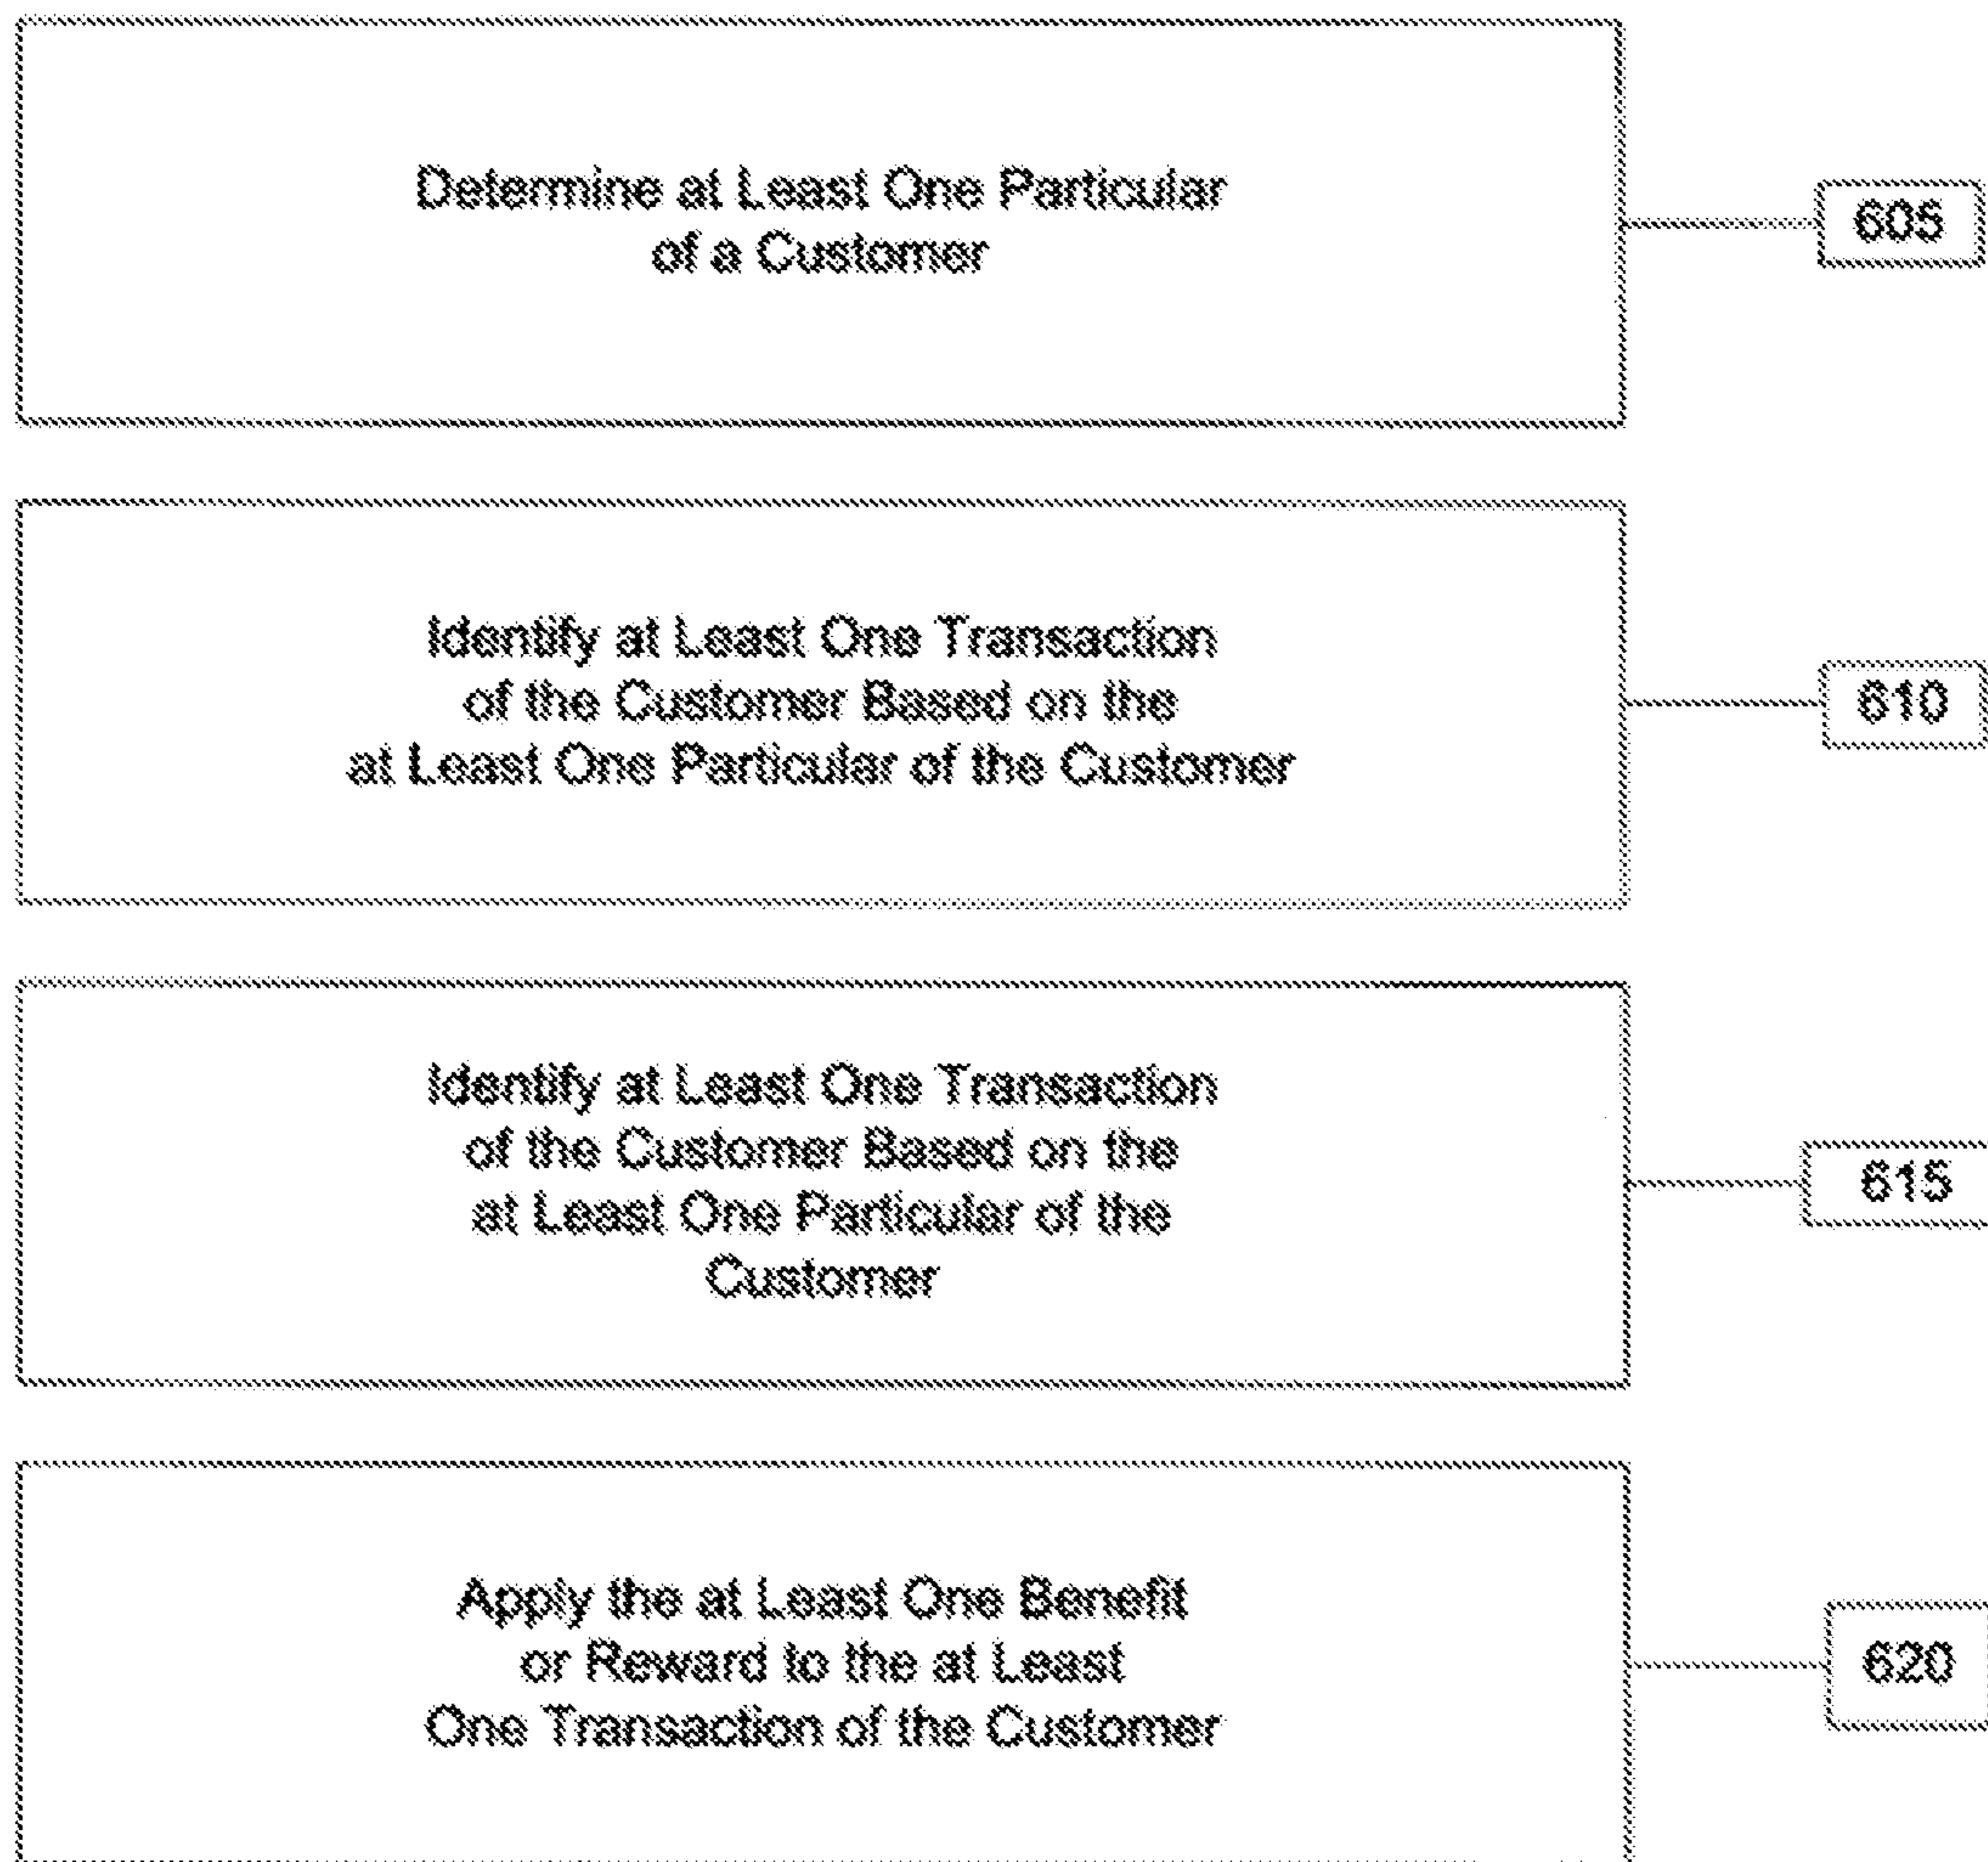 Determine at Least One Particular
of a Customer
605
Identify at Least One Transaction
of the Customer Based on the
at Least One Particular of the Customer
610
Identify at Least One Transaction
of the Customer Based on the
at Least One Particular of the
Customer
615
Apply the at Least One Benefit
or Reward to the at Least
One Transaction of the Customer
620